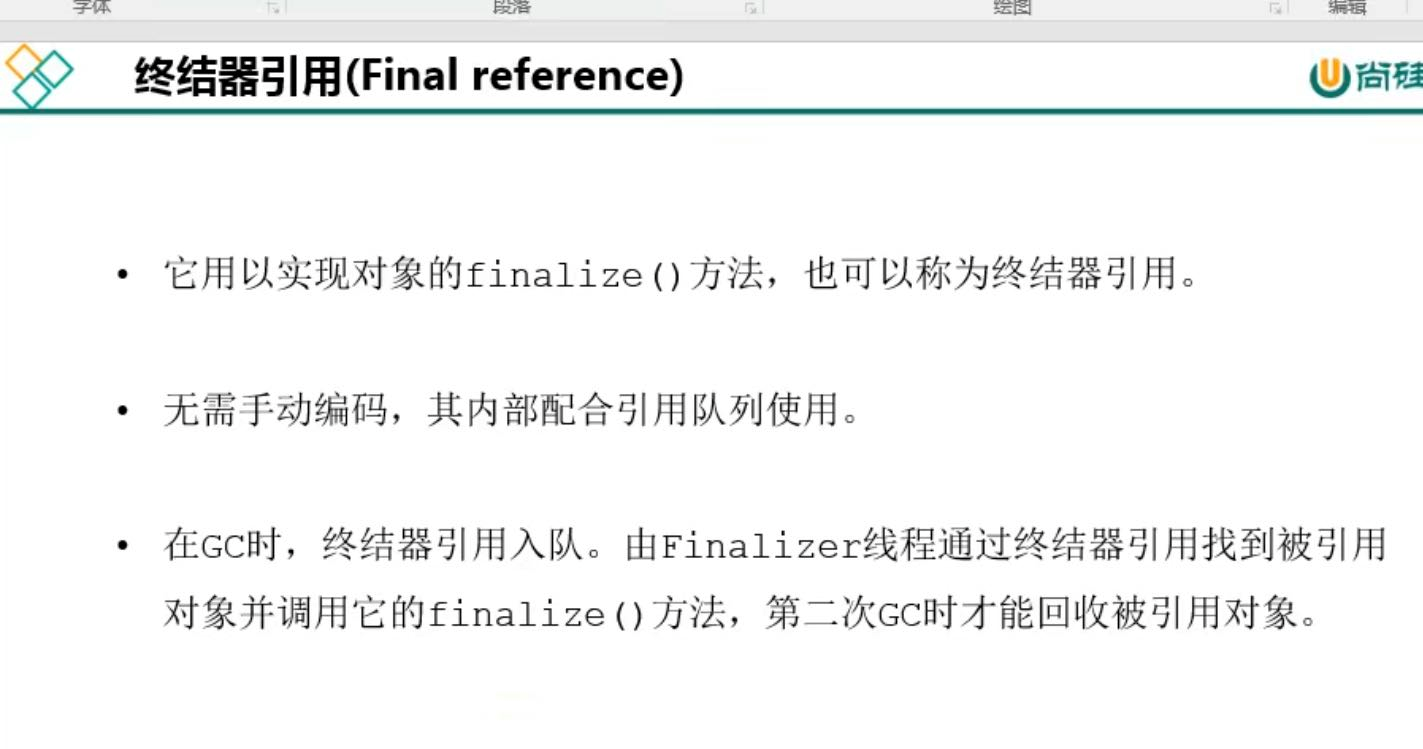 字体 段落 绘图 编辑
终结器引用(Final reference)
尚硅
• 它用以实现对象的finalize()方法，也可以称为终结器引用。
• 无需手动编码，其内部配合引用队列使用。
• 在GC时，终结器引用入队。由Finalizer线程通过终结器引用找到被引用
对象并调用它的finalize()方法，第二次GC时才能回收被引用对象。